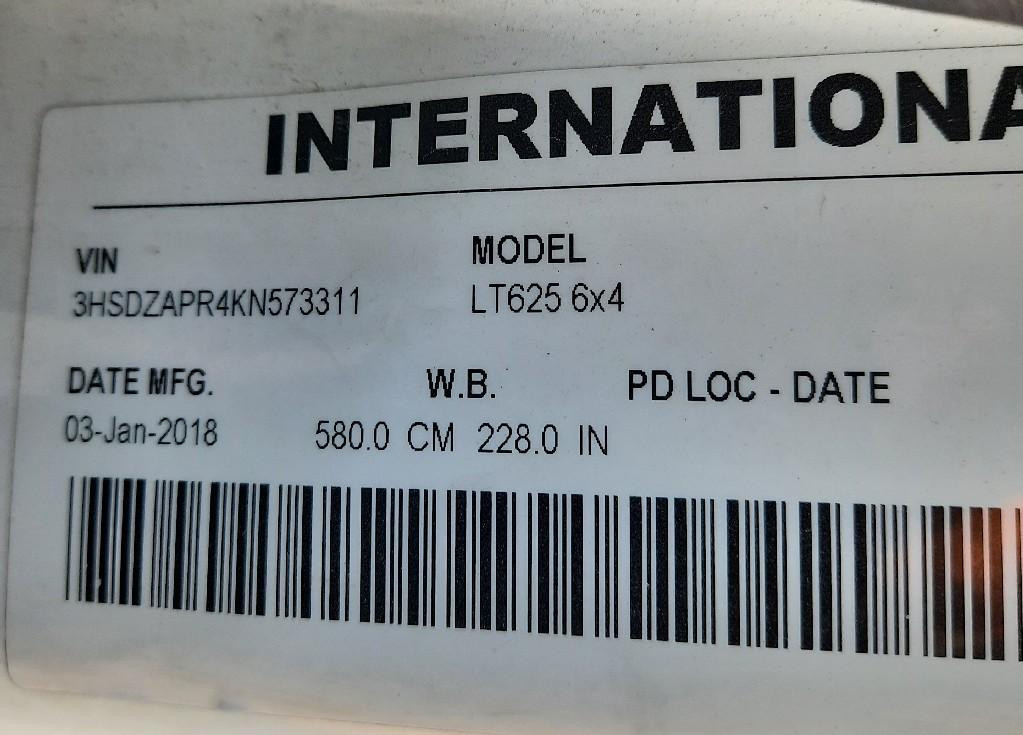 INTERNATIONA
VIN MODEL
3HSDZAPR4KN573311 LT625 6x4
DATE MFG. W.B. PD LOC - DATE
03-Jan-2018 580.0 CM 228.0 IN